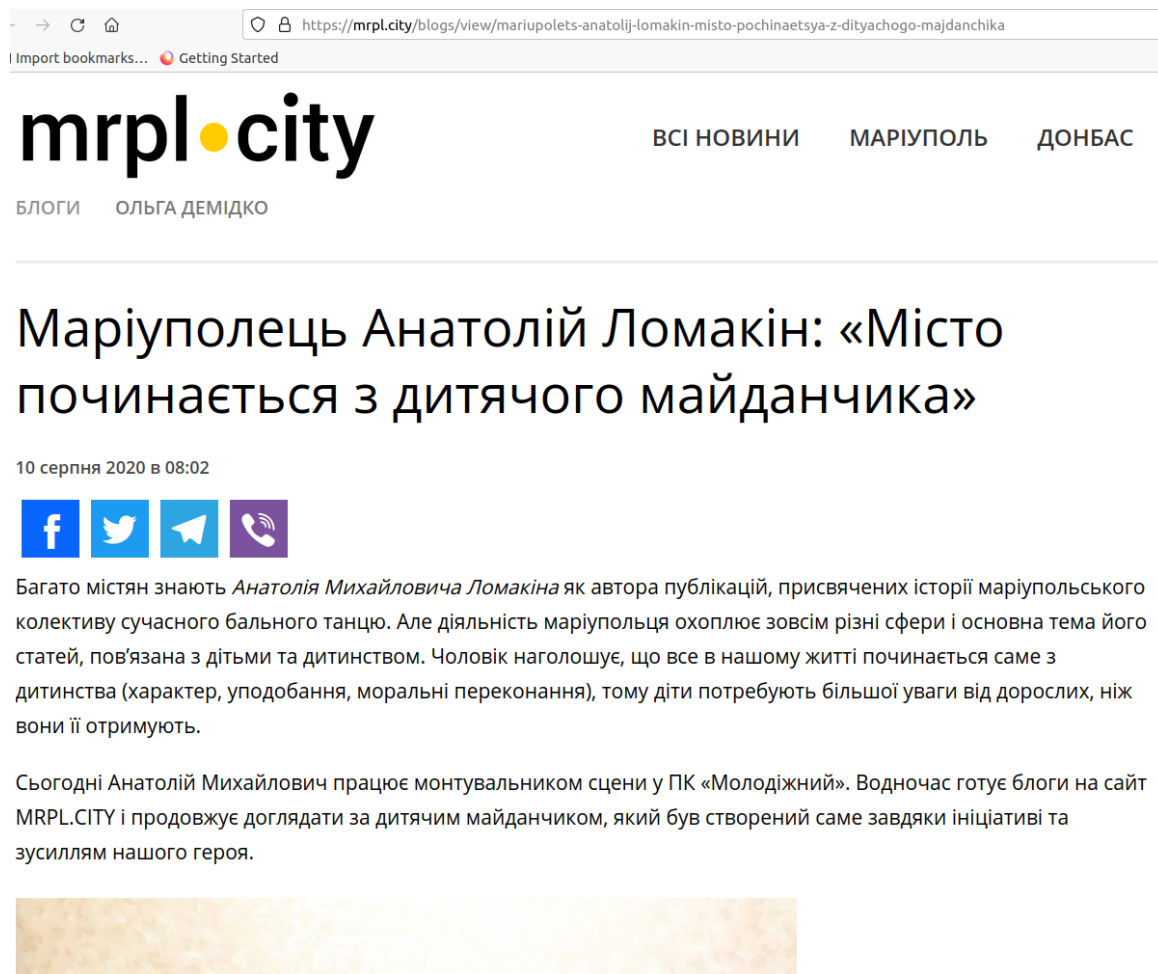 https://mrpl.city/blogs/view/mariupolets-anatolij-lomakin-misto-pochinaetsya-z-dityachogo-majdanchika
Import bookmarks... Getting Started
mrpl city
ВСІ НОВИНИ МАРІУПОЛЬ ДОНБАС
БЛОГИ ОЛЬГА ДЕМІДКО
Маріуполець Анатолій Ломакін: «Місто
починається з дитячого майданчика»
10 серпня 2020 в 08:02
Багато містян знають Анатолія Михайловича Ломакіна як автора публікацій, присвячених історії маріупольського
колективу сучасного бального танцю. Але діяльність маріупольця охоплює зовсім різні сфери і основна тема його
статей, пов’язана з дітьми та дитинством. Чоловік наголошує, що все в нашому житті починається саме з
дитинства (характер, уподобання, моральні переконання), тому діти потребують більшої уваги від дорослих, ніж
вони її отримують.
Сьогодні Анатолій Михайлович працює монтувальником сцени у ПК «Молодіжний». Водночас готує блоги на сайт
MRPL.CITY і продовжує доглядати за дитячим майданчиком, який був створений саме завдяки ініціативі та
зусиллям нашого героя.